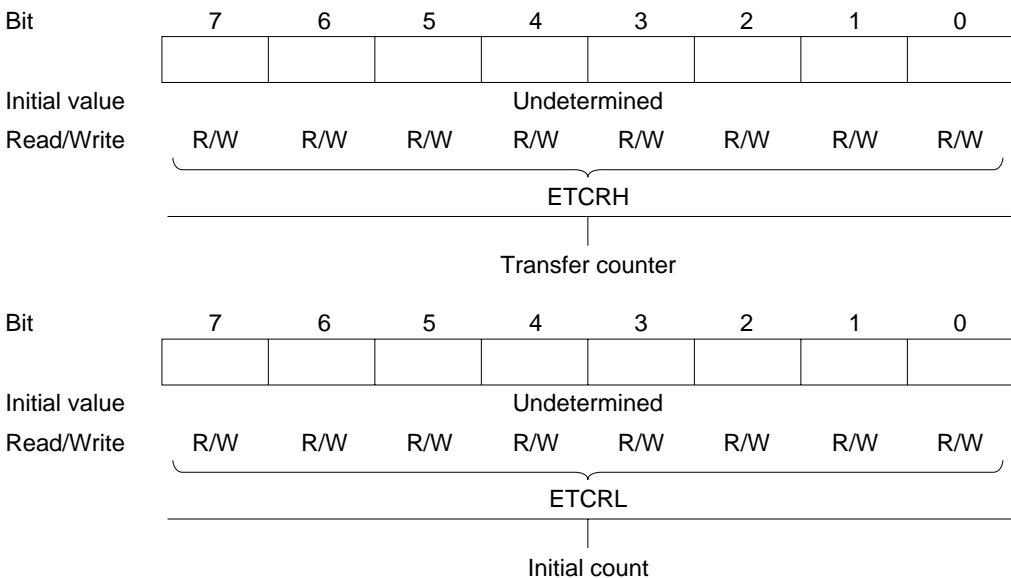 Bit 7 6 5 4 3 2 1 0
Initial value Undetermined
Read/Write R/W R/W R/W R/W R/W R/W R/W R/W
ETCRH
Transfer counter
Bit 7 6 5 4 3 2 1 0
Initial value Undetermined
Read/Write R/W R/W R/W R/W R/W R/W R/W R/W
ETCRL
Initial count